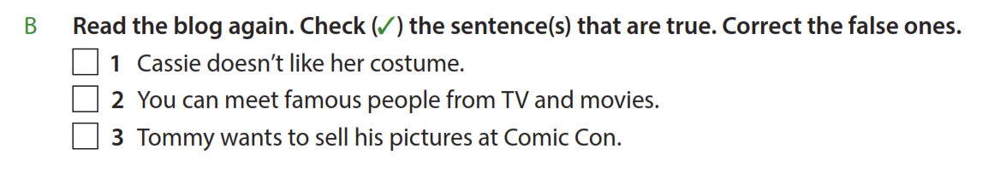 B Read the blog again. Check (✓) the sentence(s) that are true. Correct the false ones.
1 Cassie doesn’t like her costume.
2 You can meet famous people from TV and movies.
3 Tommy wants to sell his pictures at Comic Con.